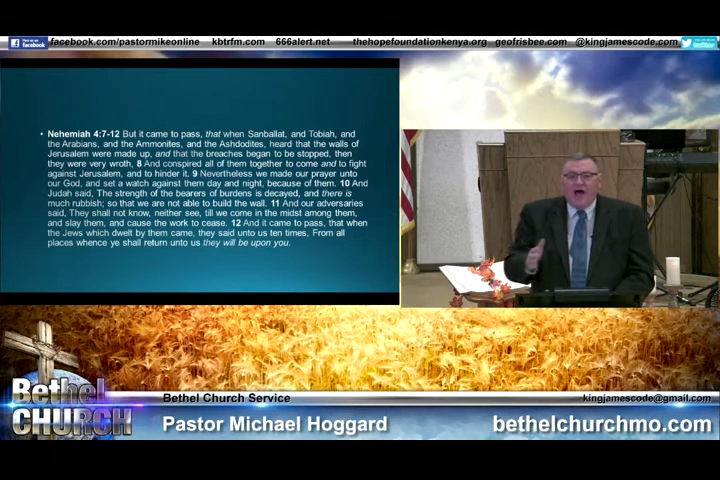 Find us on facebook facebook.com/pastormikeonline kbtrfm.com 666alert.net thehopefoundationkenya.org geofrisbee.com @kingjamescode.com twitter
• Nehemiah 4:7-12 But it came to pass, that when Sanballat, and Tobiah, and
the Arabians, and the Ammonites, and the Ashdodites, heard that the walls of
Jerusalem were made up, and that the breaches began to be stopped, then
they were very wroth, 8 And conspired all of them together to come and to fight
against Jerusalem, and to hinder it. 9 Nevertheless we made our prayer unto
our God, and set a watch against them day and night, because of them. 10 And
Judah said, The strength of the bearers of burdens is decayed, and there is
much rubbish; so that we are not able to build the wall. 11 And our adversaries
said, They shall not know, neither see, till we come in the midst among them,
and slay them, and cause the work to cease. 12 And it came to pass, that when
the Jews which dwelt by them came, they said unto us ten times, From all
places whence ye shall return unto us they will be upon you.
Bethel
CHURCH
Bethel Church Service
kingjamescode@gmail.com
Pastor Michael Hoggard
bethelchurchmo.com